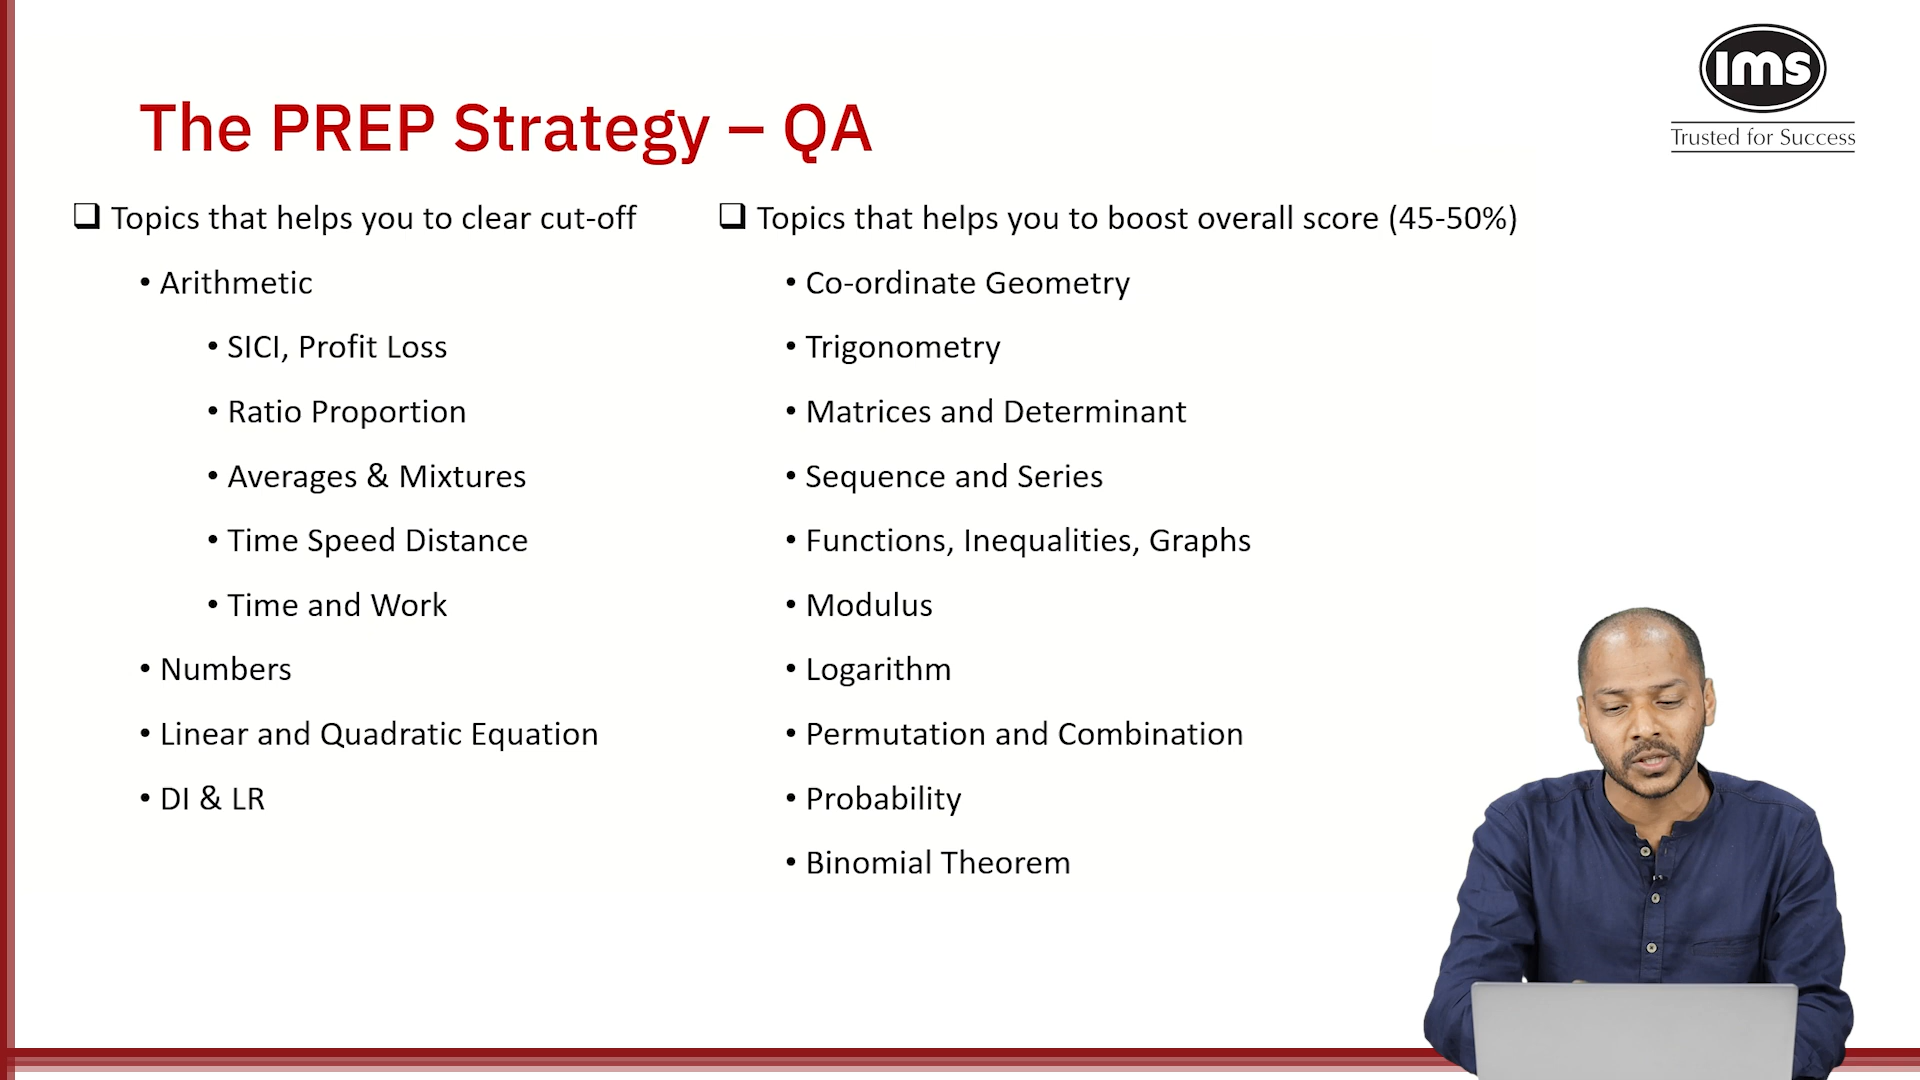 ims
Trusted for Success
The PREP Strategy – QA
❑ Topics that helps you to clear cut-off
• Arithmetic
• SICI, Profit Loss
• Ratio Proportion
• Averages & Mixtures
• Time Speed Distance
• Time and Work
• Numbers
• Linear and Quadratic Equation
• DI & LR
❑ Topics that helps you to boost overall score (45-50%)
• Co-ordinate Geometry
• Trigonometry
• Matrices and Determinant
• Sequence and Series
• Functions, Inequalities, Graphs
• Modulus
• Logarithm
• Permutation and Combination
• Probability
• Binomial Theorem